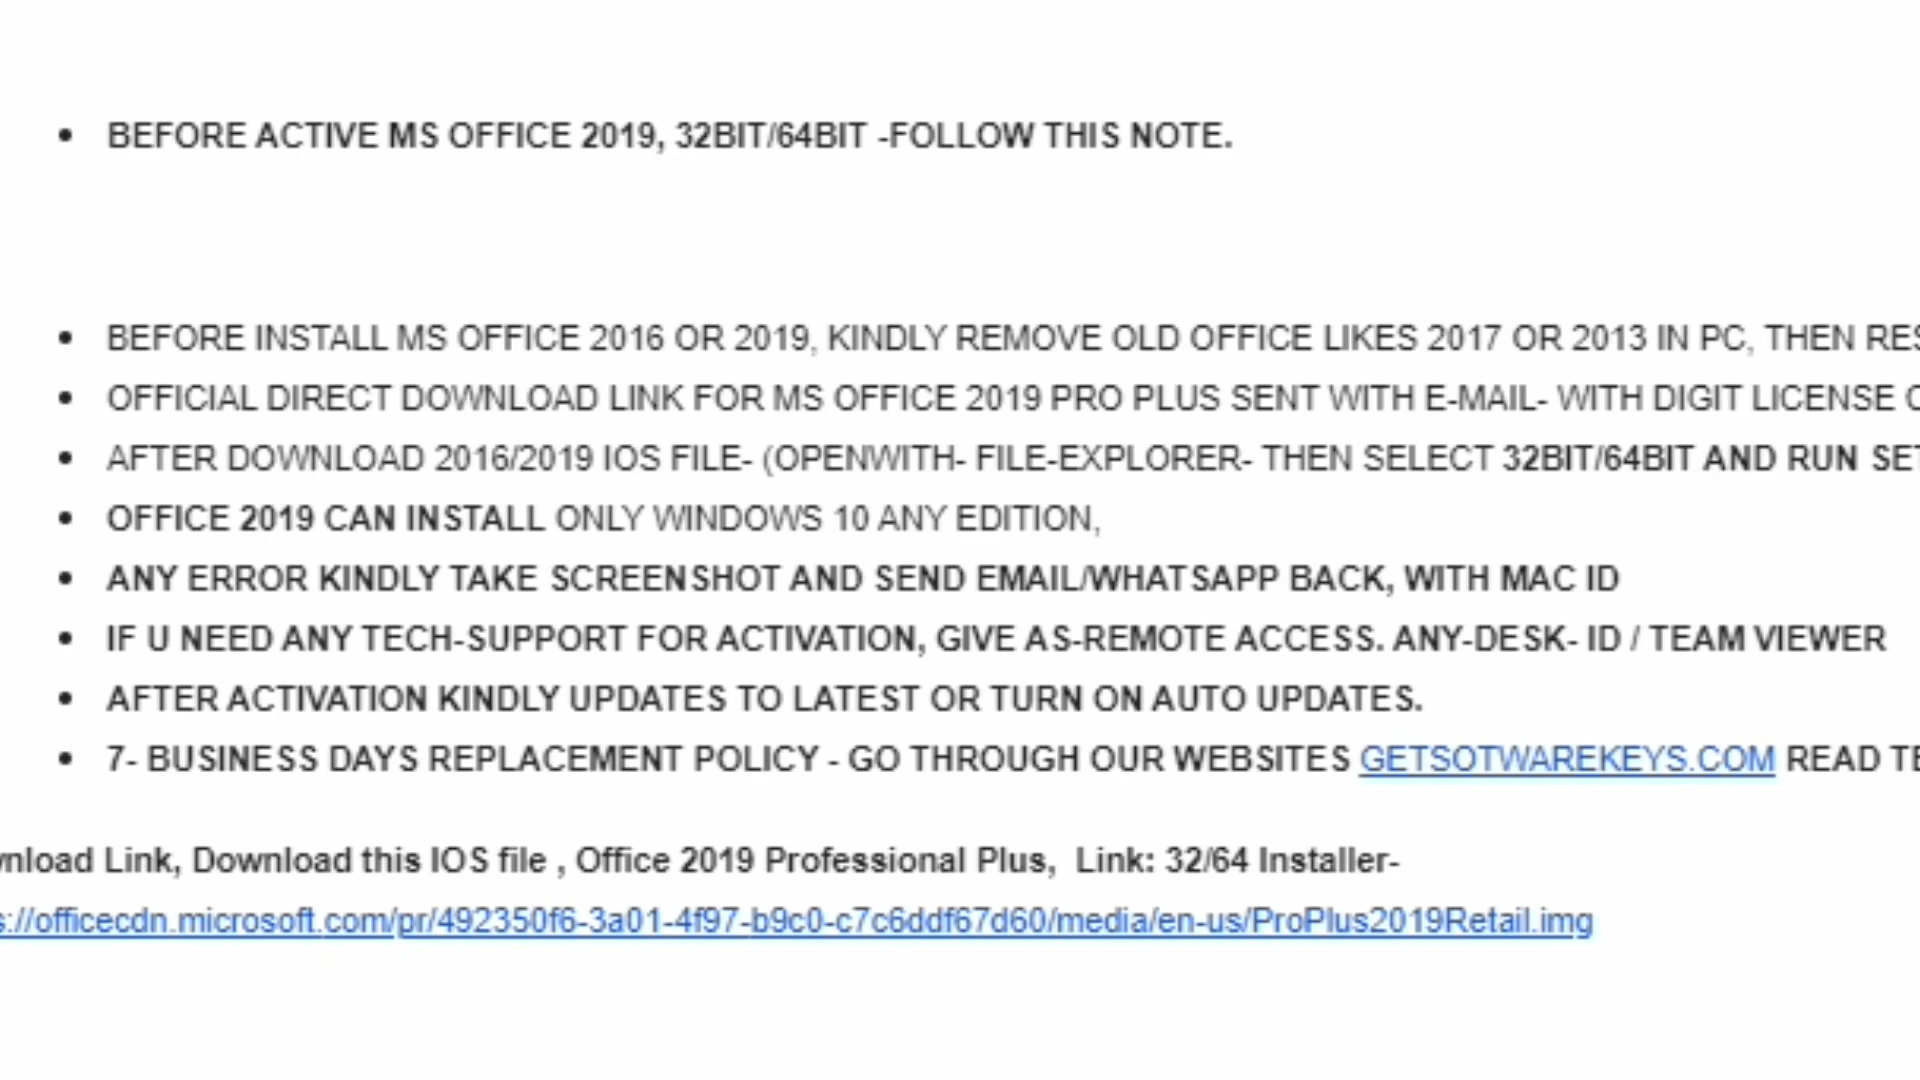 BEFORE ACTIVE MS OFFICE 2019, 32BIT/64BIT -FOLLOW THIS NOTE.
BEFORE INSTALL MS OFFICE 2016 OR 2019, KINDLY REMOVE OLD OFFICE LIKES 2017 OR 2013 IN PC, THEN
OFFICIAL DIRECT DOWNLOAD LINK FOR MS OFFICE 2019 PRO PLUS SENT WITH E-MAIL- WITH DIGIT LICENSE
AFTER DOWNLOAD 2016/2019 IOS FILE- (OPENWITH- FILE-EXPLORER- THEN SELECT 32BIT/64BIT AND RUN
OFFICE 2019 CAN INSTALL ONLY WINDOWS 10 ANY EDITION,
ANY ERROR KINDLY TAKE SCREENSHOT AND SEND EMAIL/WHATSAPP BACK, WITH MAC ID
IF U NEED ANY TECH-SUPPORT FOR ACTIVATION, GIVE AS-REMOTE ACCESS. ANY-DESK- ID / TEAM VIEWER
AFTER ACTIVATION KINDLY UPDATES TO LATEST OR TURN ON AUTO UPDATES.
7- BUSINESS DAYS REPLACEMENT POLICY - GO THROUGH OUR WEBSITES GETSOTWAREKEYS.COM READ
Link, Download this IOS file , Office 2019 Professional Plus, Link: 32/64 Installer-
://officecdn.microsoft.com/pr/492350f6-3a01-4f97-b9c0-c7c6ddf67d60/media/en-us/ProPlus2019Retail.img